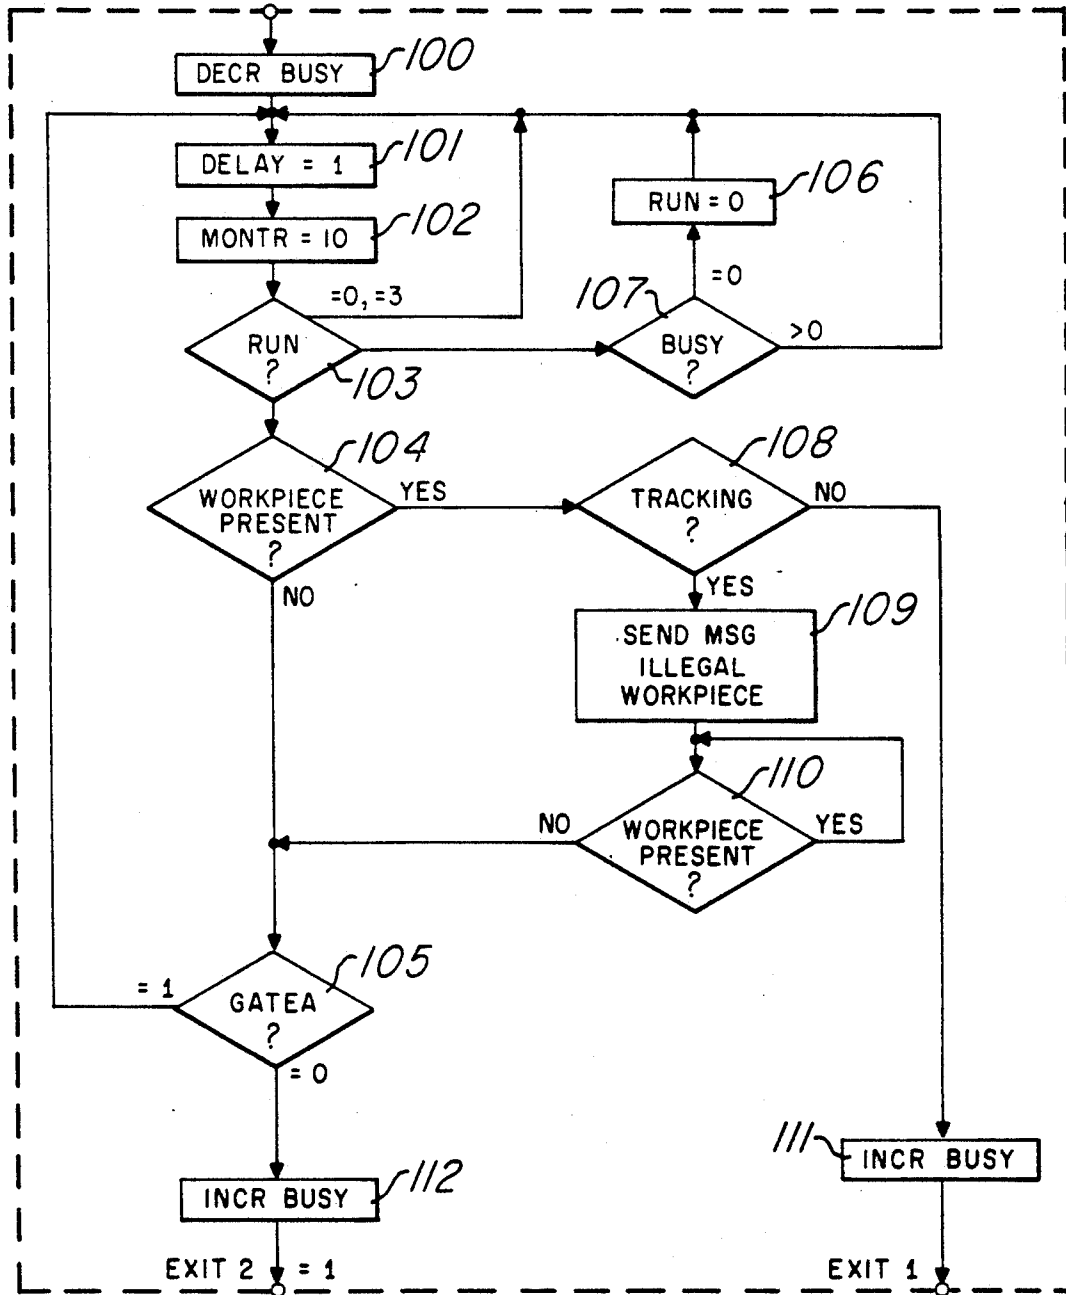 DECR BUSY
100
DELAY = 1
101
MONTR = 10
102
RUN = 0
106
=0, =3
=0
107
RUN
?
103
BUSY
?
>0
104
WORKPIECE
PRESENT
?
YES
NO
108
TRACKING
?
NO
YES
SEND MSG
ILLEGAL
WORKPIECE
109
110
WORKPIECE
PRESENT
?
NO
YES
105
GATEA
?
= 1
= 0
111
INCR BUSY
INCR BUSY
112
EXIT 2 = 1
EXIT 1